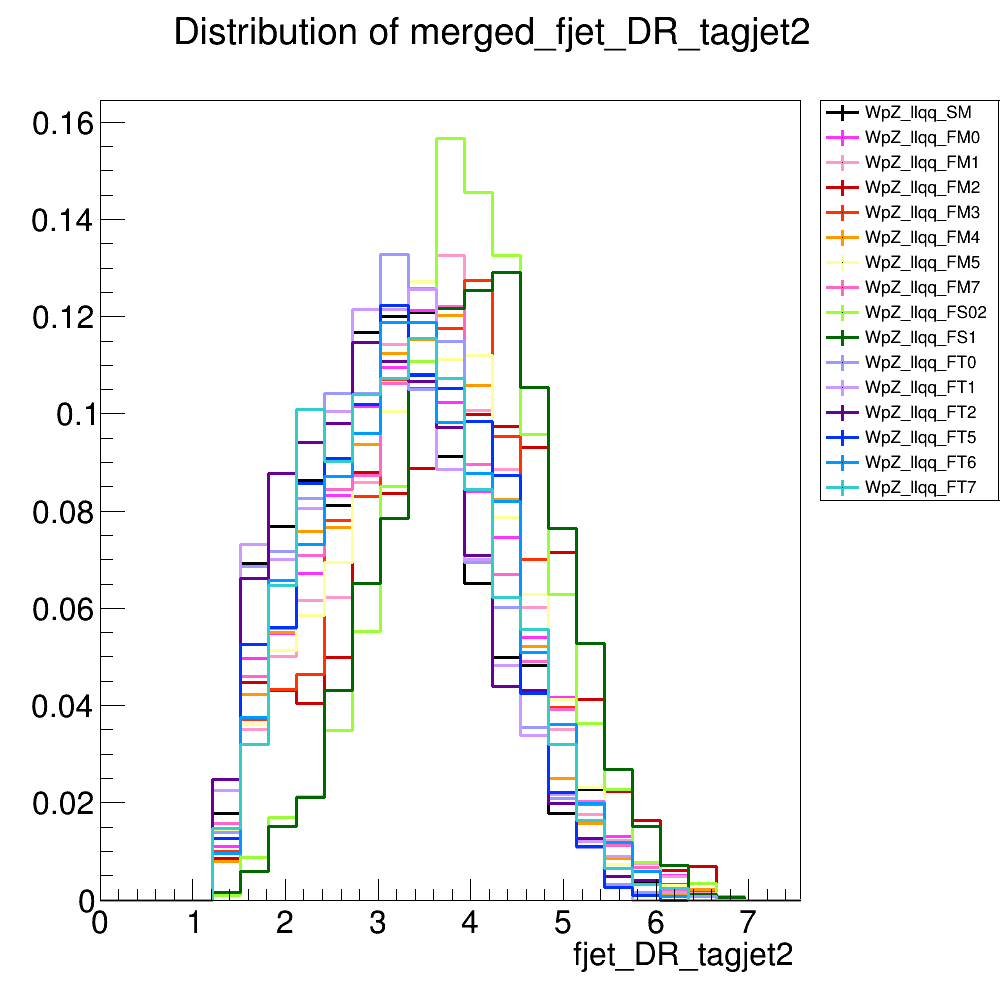 Distribution of merged_fjet_DR_tagjet2
0.16
0.14
0.12
0.1
0.08
0.06
0.04
0.02
0
0 1 2 3 4 5 6 7
fjet_DR_tagjet2
WpZ_llqq_SM
WpZ_llqq_FM0
WpZ_llqq_FM1
WpZ_llqq_FM2
WpZ_llqq_FM3
WpZ_llqq_FM4
WpZ_llqq_FM5
WpZ_llqq_FM7
WpZ_llqq_FS02
WpZ_llqq_FS1
WpZ_llqq_FT0
WpZ_llqq_FT1
WpZ_llqq_FT2
WpZ_llqq_FT5
WpZ_llqq_FT6
WpZ_llqq_FT7